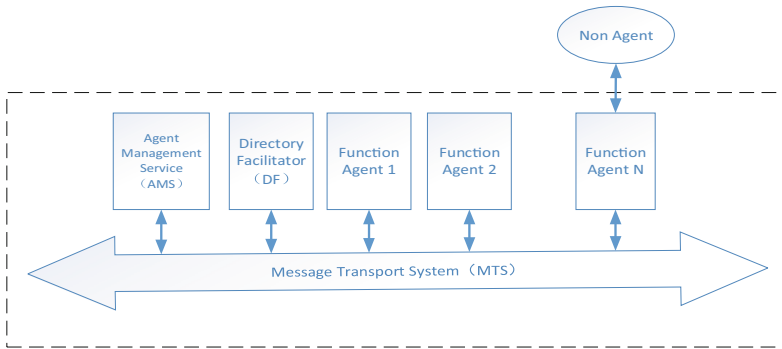 Non Agent
Agent
Management
Service
（AMS）
Directory
Facilitator
（DF）
Function
Agent 1
Function
Agent 2
Function
Agent N
Message Transport System（MTS）